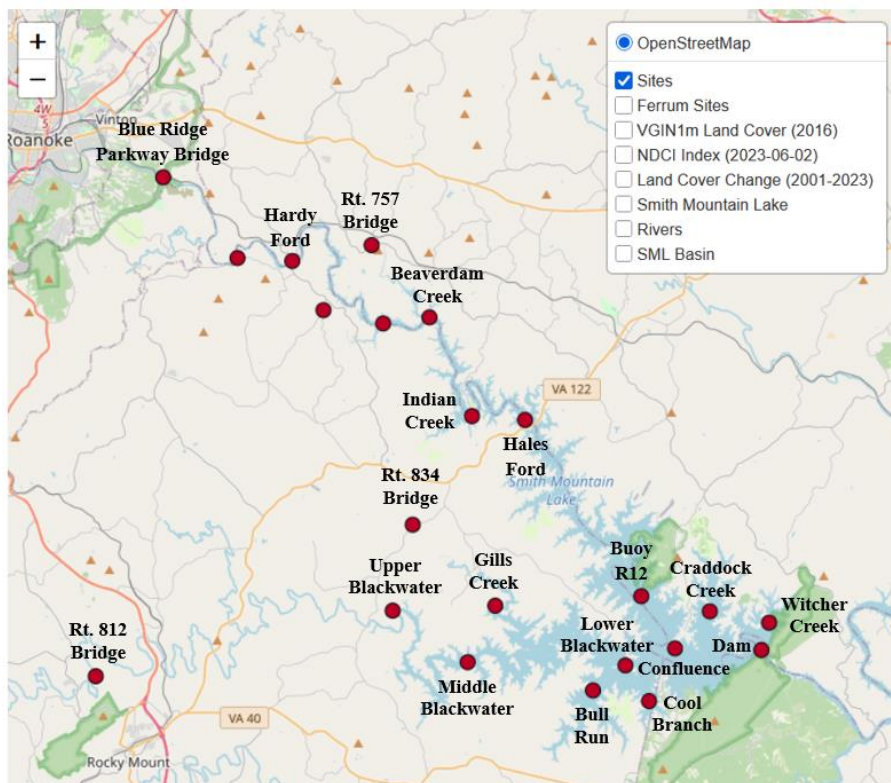 +
−
OpenStreetMap
Sites
Ferrum Sites
VGIN1m Land Cover (2016)
NDCI Index (2023-06-02)
Land Cover Change (2001-2023)
Smith Mountain Lake
Rivers
SML Basin
4W
Roanoke
Vinton
Blue Ridge
Parkway Bridge
Hardy
Ford
Rt. 757
Bridge
Beaverdam
Creek
VA 122
Indian
Creek
Hales
Ford
Smith Mountain
Lake
Rt. 834
Bridge
Upper
Blackwater
Gills
Creek
Buoy
R12
Craddock
Creek
Witcher
Creek
Rt. 812
Bridge
Lower
Blackwater
Dam
Confluence
Middle
Blackwater
Bull
Run
Cool
Branch
VA 40
Rocky Mount